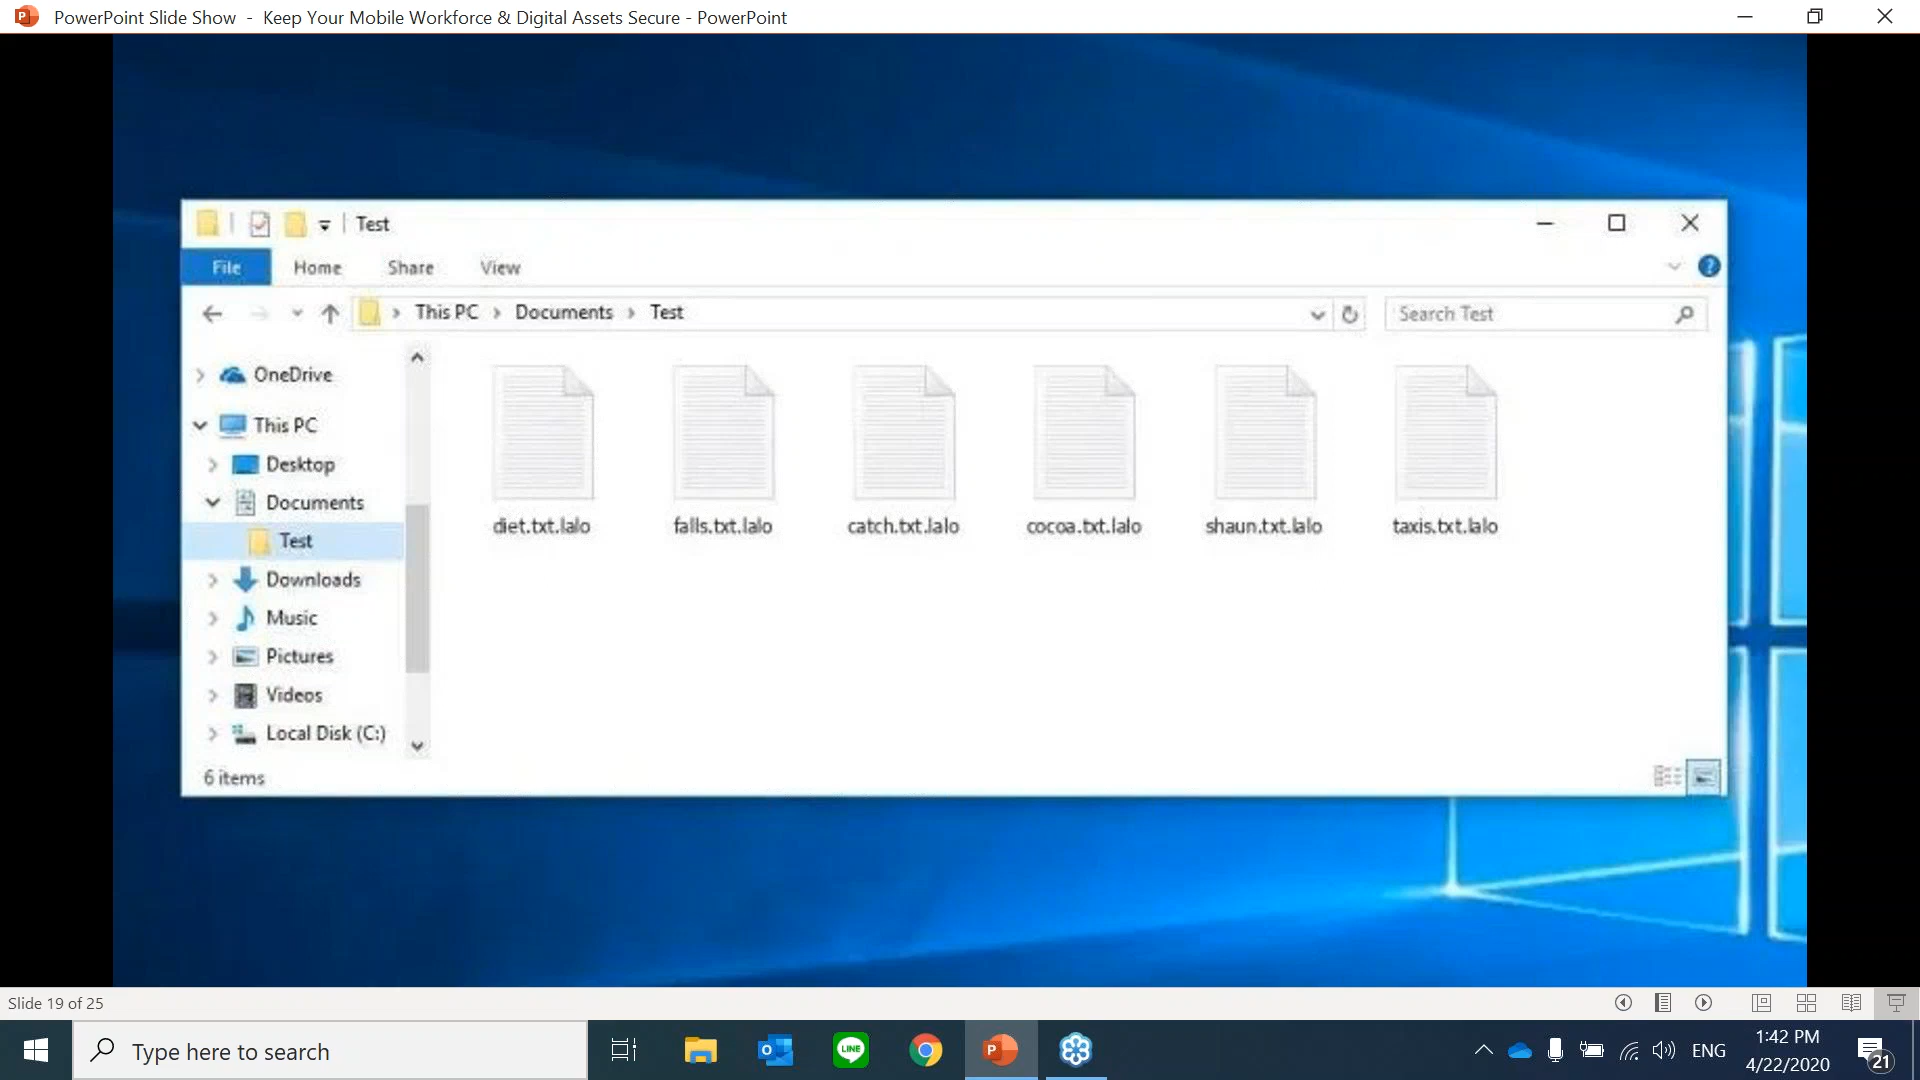 PowerPoint Slide Show - Keep Your Mobile Workforce & Digital Assets Secure - PowerPoint
Test
File Home Share View
This PC Documents Test
Search Test
OneDrive
This PC
Desktop
Documents
Test
Downloads
Music
Pictures
Videos
Local Disk (C:)
diet.txt.lalo falls.txt.lalo catch.txt.lalo cocoa.txt.lalo shaun.txt.lalo taxis.txt.lalo
6 items
Slide 19 of 25
Type here to search
LINE
ENG
1:42 PM
4/22/2020
21